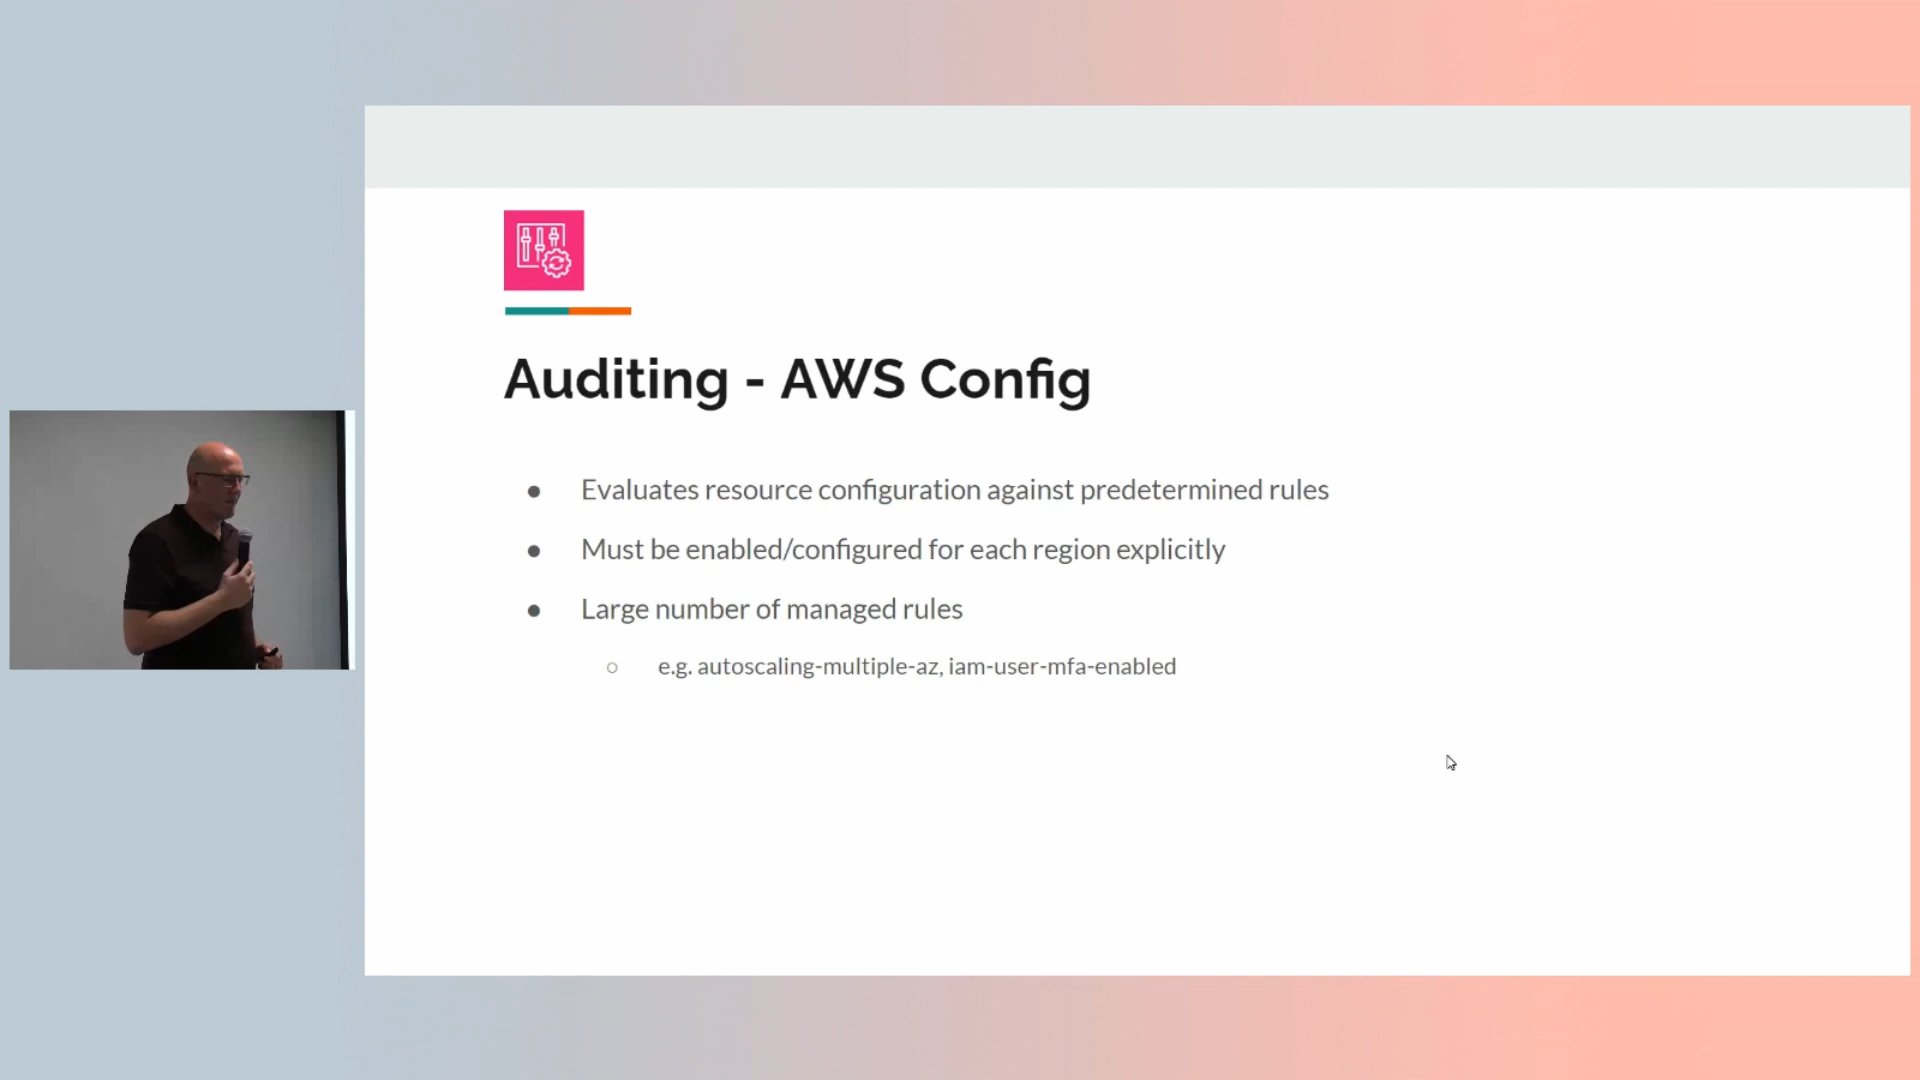 Auditing - AWS Config
● Evaluates resource configuration against predetermined rules
● Must be enabled/configured for each region explicitly
● Large number of managed rules
○ e.g. autoscaling-multiple-az, iam-user-mfa-enabled